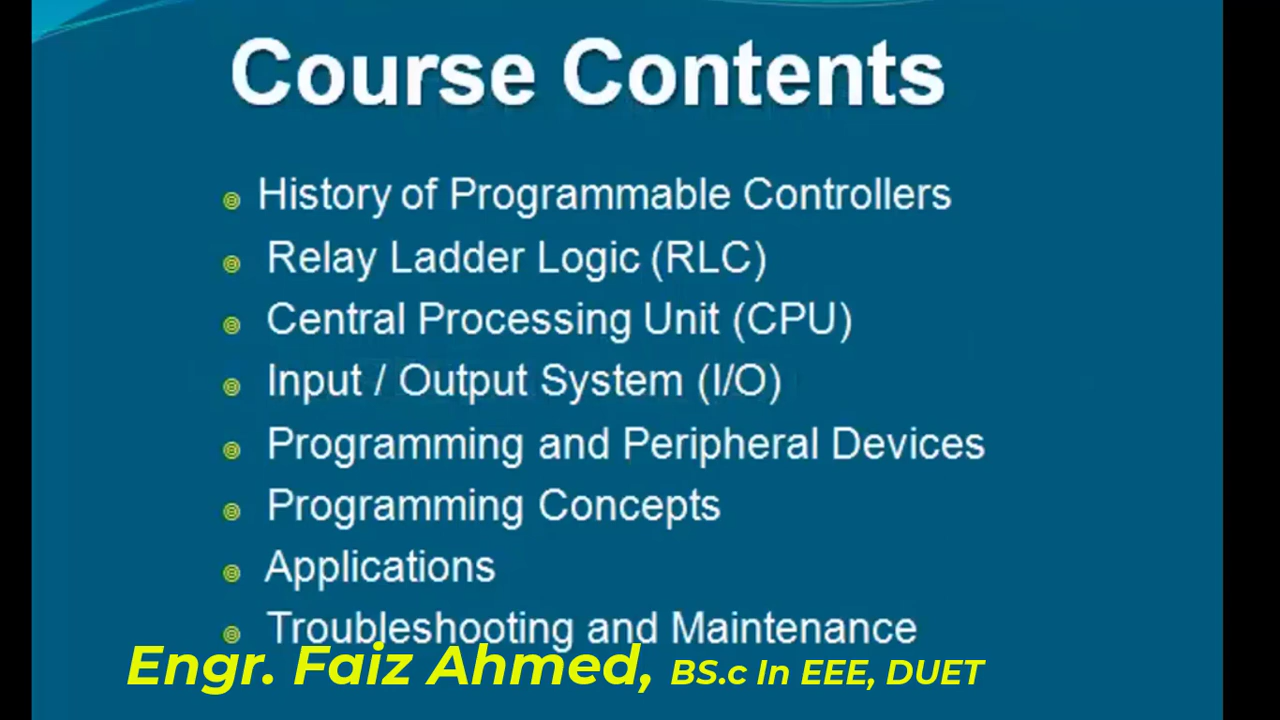 Course Contents
History of Programmable Controllers
Relay Ladder Logic (RLC)
Central Processing Unit (CPU)
Input / Output System (I/O)
Programming and Peripheral Devices
Programming Concepts
Applications
Troubleshooting and Maintenance
Engr. Faiz Ahmed, BS.c In EEE, DUET